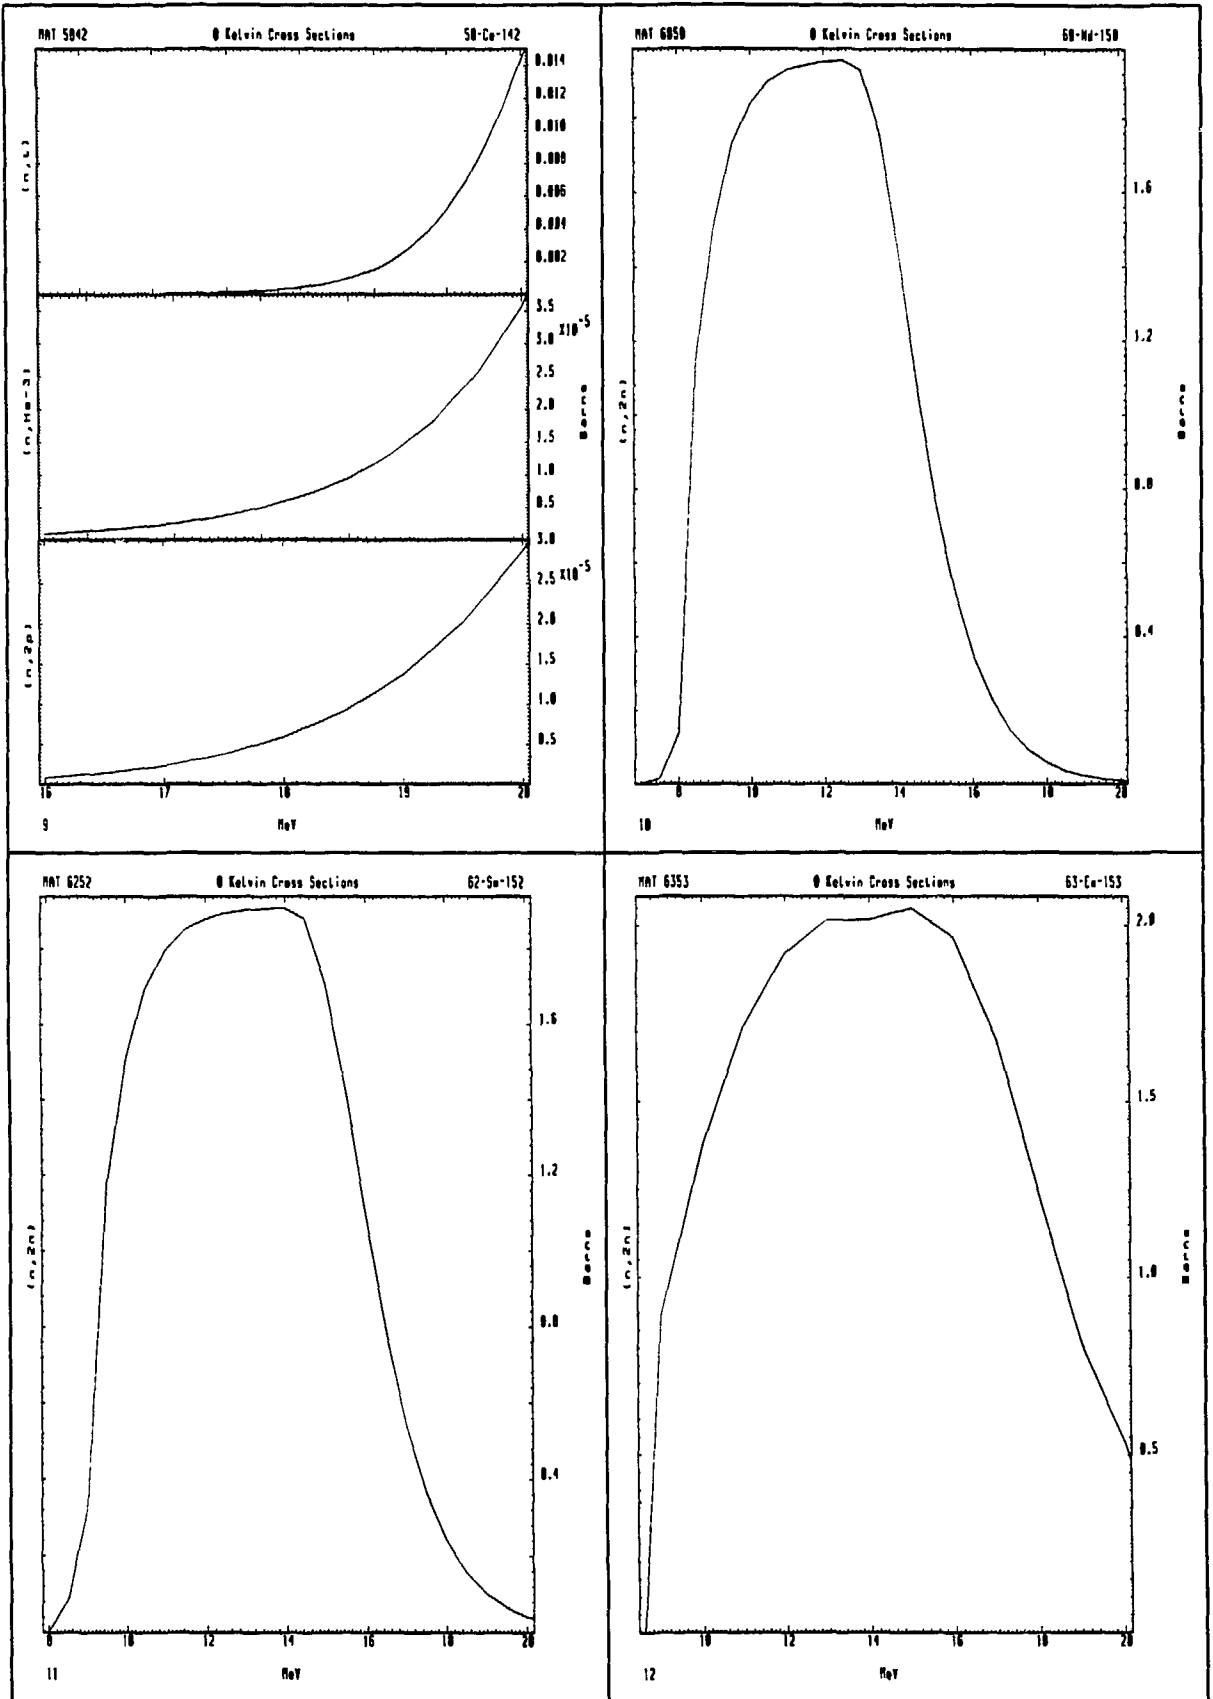 MAT 5842 0 Kelvin Cross Sections 58-Ce-142
(n,t)
0.014
0.012
0.010
0.008
0.006
0.004
0.002
(n,He-3)
3.5
3.0 X10-5
2.5
2.0
1.5
1.0
0.5
Barns
(n,2p)
3.0
2.5 X10-5
2.0
1.5
1.0
0.5
16 17 18 19 20
9 MeV
MAT 6050 0 Kelvin Cross Sections 60-Nd-150
(n,2n)
1.6
1.2
0.8
0.4
Barns
8 10 12 14 16 18 20
10 MeV
MAT 6252 0 Kelvin Cross Sections 62-Sm-152
(n,2n)
1.6
1.2
0.8
0.4
Barns
8 10 12 14 16 18 20
11 MeV
MAT 6353 0 Kelvin Cross Sections 63-Eu-153
(n,2n)
2.0
1.5
1.0
0.5
Barns
10 12 14 16 18 20
12 MeV